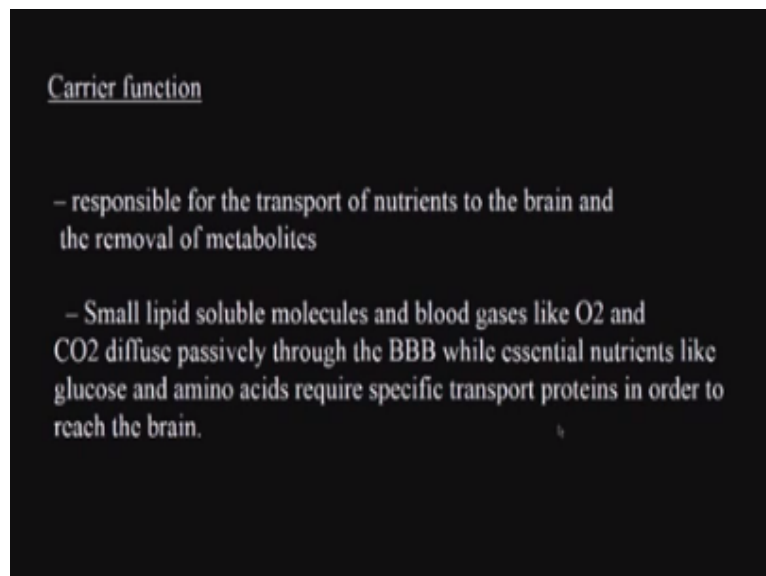 Carrier function
– responsible for the transport of nutrients to the brain and
the removal of metabolites
– Small lipid soluble molecules and blood gases like O2 and
CO2 diffuse passively through the BBB while essential nutrients like
glucose and amino acids require specific transport proteins in order to
reach the brain.